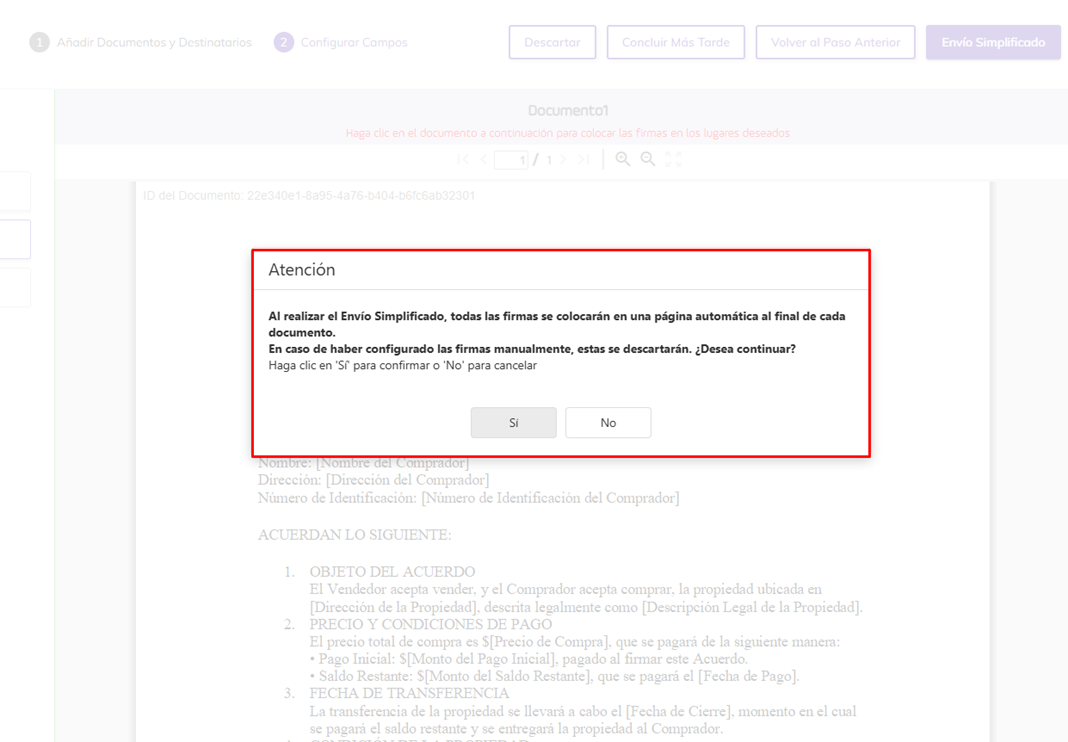 1 Añadir Documentos y Destinatarios 2 Configurar Campos Descartar Concluir Más Tarde Volver al Paso Anterior Envío Simplificado
Documento1
Haga clic en el documento a continuación para colocar las firmas en los lugares deseados
1 / 1
ID del Documento: 22e340e1-8a95-4a76-b404-b6fc6ab32301
Atención
Al realizar el Envío Simplificado, todas las firmas se colocarán en una página automática al final de cada
documento.
En caso de haber configurado las firmas manualmente, estas se descartarán. ¿Desea continuar?
Haga clic en 'Sí' para confirmar o 'No' para cancelar
Sí No
Nombre: [Nombre del Comprador]
Dirección: [Dirección del Comprador]
Número de Identificación: [Número de Identificación del Comprador]
ACUERDAN LO SIGUIENTE:
1. OBJETO DEL ACUERDO
El Vendedor acepta vender, y el Comprador acepta comprar, la propiedad ubicada en
[Dirección de la Propiedad], descrita legalmente como [Descripción Legal de la Propiedad].
2. PRECIO Y CONDICIONES DE PAGO
El precio total de compra es $[Precio de Compra], que se pagará de la siguiente manera:
• Pago Inicial: $[Monto del Pago Inicial], pagado al firmar este Acuerdo.
• Saldo Restante: $[Monto del Saldo Restante], que se pagará el [Fecha de Pago].
3. FECHA DE TRANSFERENCIA
La transferencia de la propiedad se llevará a cabo el [Fecha de Cierre], momento en el cual
se pagará el saldo restante y se entregará la propiedad al Comprador.
4. CONDICIÓN DE LA PROPIEDAD